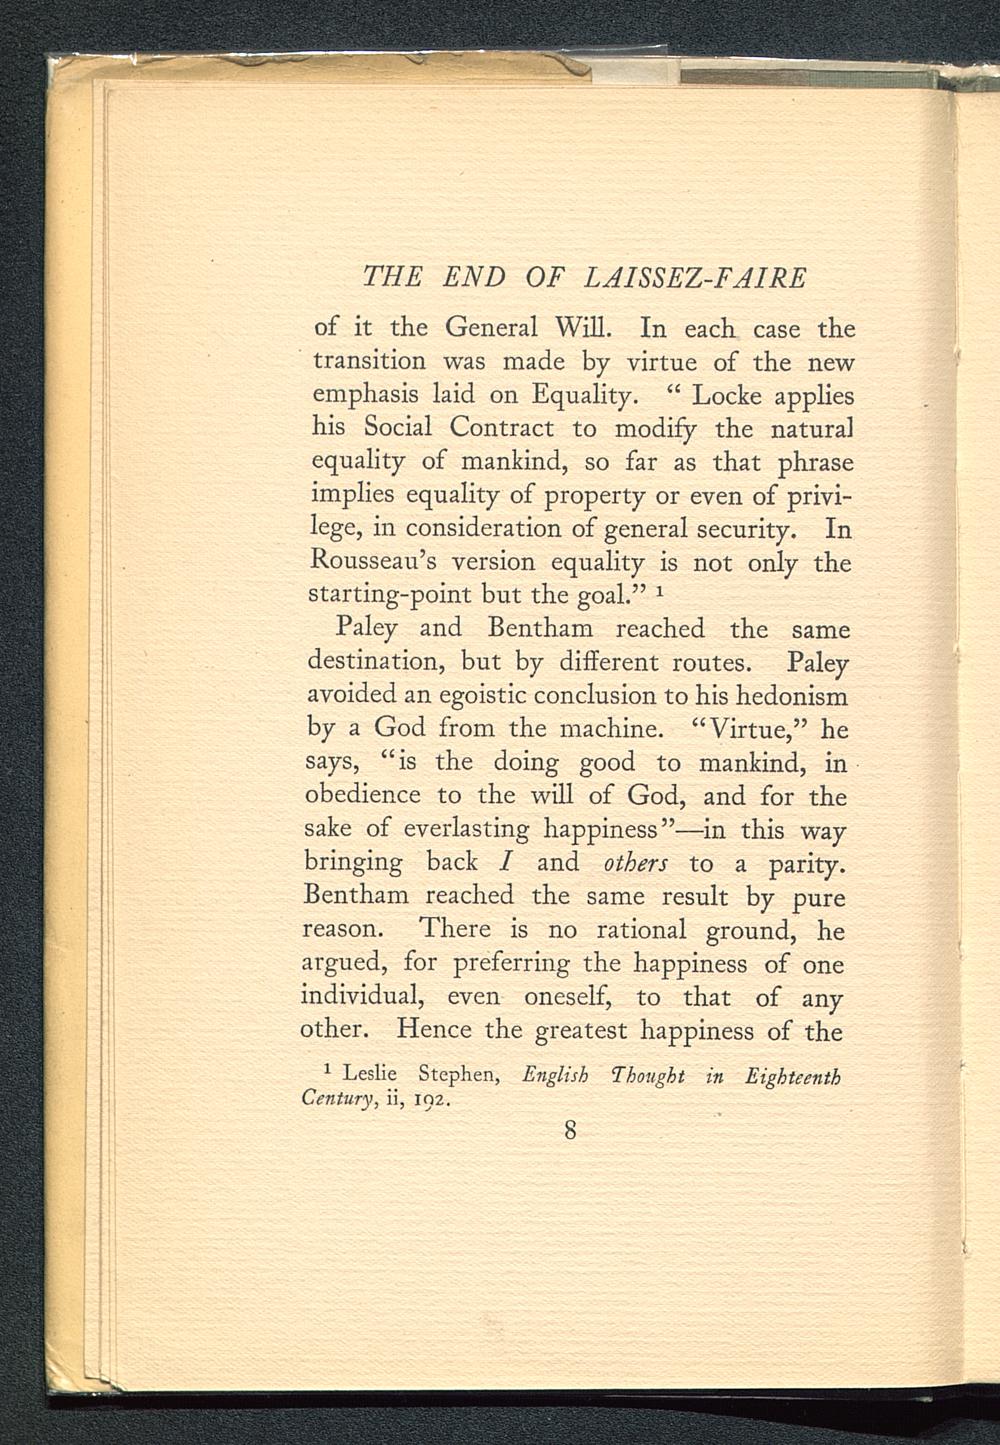 THE END OF LAISSEZ-FAIRE
of it the General Will. In each case the
transition was made by virtue of the new
emphasis laid on Equality. “ Locke applies
his Social Contract to modify the natural
equality of mankind, so far as that phrase
implies equality of property or even of privi-
lege, in consideration of general security. In
Rousseau’s version equality is not only the
starting-point but the goal.” ¹
Paley and Bentham reached the same
destination, but by different routes. Paley
avoided an egoistic conclusion to his hedonism
by a God from the machine. “Virtue,” he
says, “is the doing good to mankind, in
obedience to the will of God, and for the
sake of everlasting happiness”—in this way
bringing back I and others to a parity.
Bentham reached the same result by pure
reason. There is no rational ground, he
argued, for preferring the happiness of one
individual, even oneself, to that of any
other. Hence the greatest happiness of the
¹ Leslie Stephen, English Thought in Eighteenth
Century, ii, 192.
8